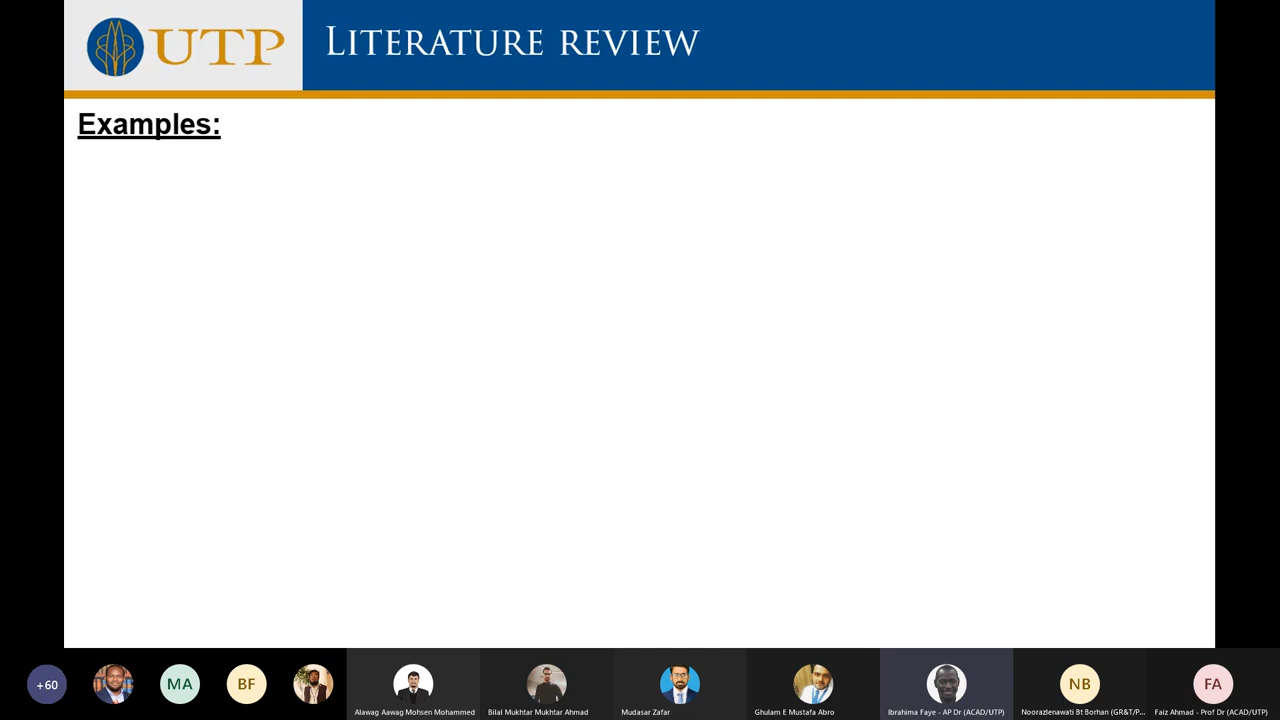 UTP
LITERATURE REVIEW
Examples:
+60
MA
BF
Alawag Aawag Mohsen Mohammed
Bilal Mukhtar Mukhtar Ahmad
Mudasar Zafar
Ghulam E Mustafa Abro
Ibrahima Faye - AP Dr (ACAD/UTP)
NB
Noorazlenawati Bt Borhan (GR&T/P...
FA
Faiz Ahmad - Prof Dr (ACAD/UTP)